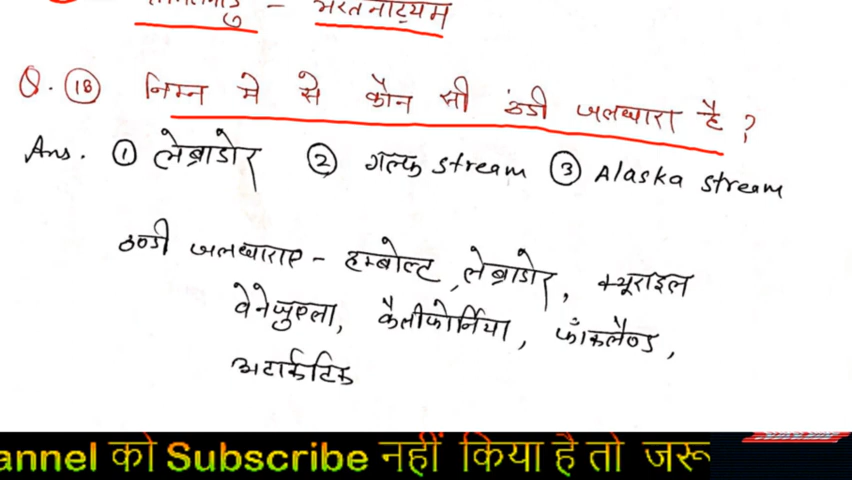 - भरतनाट्यम
Q. 18 निम्न मे से कौन सी ठंडी जलधारा है ?
Ans. 1 लेब्राडोर 2 गल्फ stream 3 Alaska stream
ठण्डी जलधाराए - हम्बोल्ट, लेब्राडोर, क्यूराइल
वेनेजुएला, कैलीफोर्निया, फाँकलैण्ड,
अटार्कटिक
annel को Subscribe नहीं किया है तो जरू